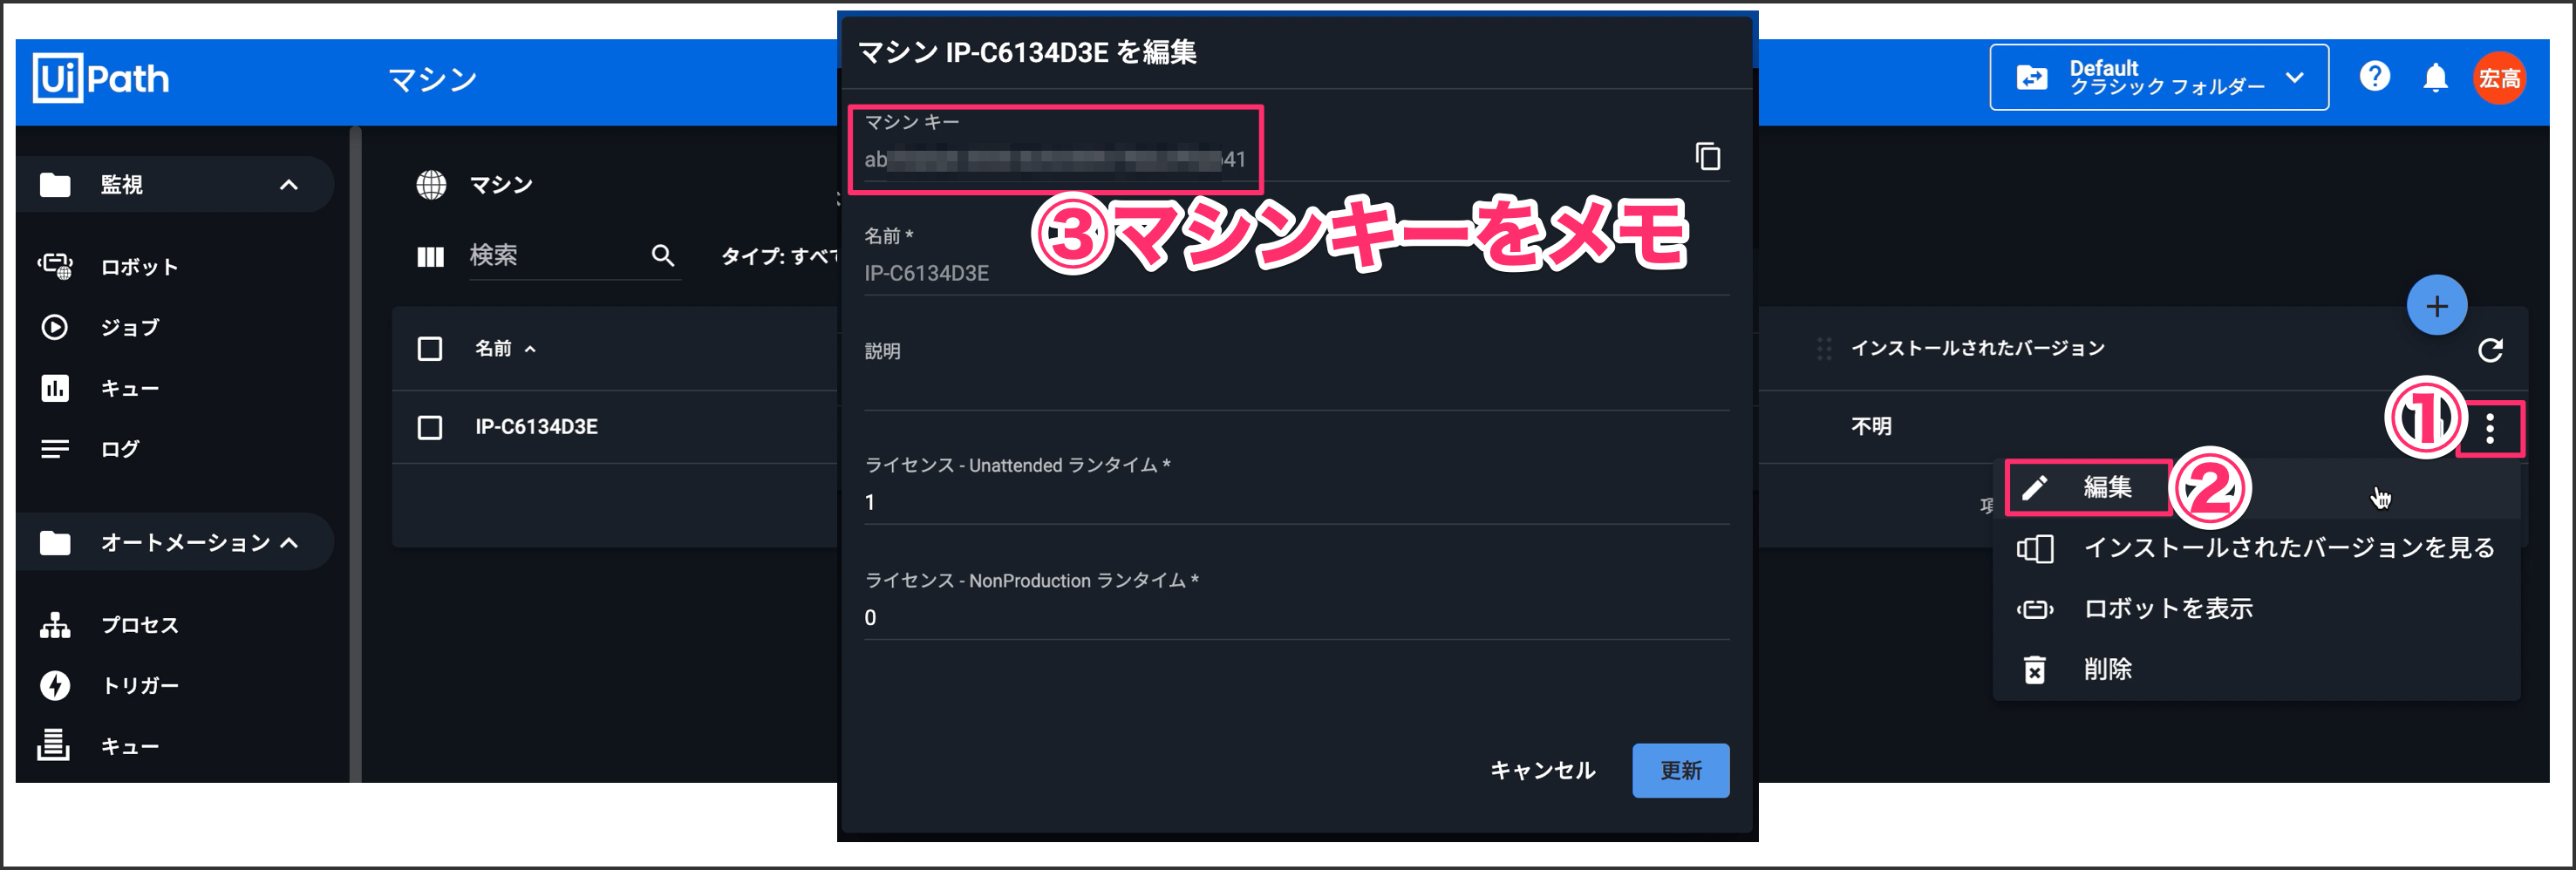 UiPath
マシン
Default
クラシック フォルダー
宏高
監視
ロボット
ジョブ
キュー
ログ
オートメーション
プロセス
トリガー
キュー
マシン
検索
タイプ: すべ
名前
IP-C6134D3E
マシン IP-C6134D3E を編集
マシン キー
ab
41
③マシンキーをメモ
名前 *
IP-C6134D3E
説明
ライセンス - Unattended ランタイム *
1
ライセンス - NonProduction ランタイム *
0
キャンセル
更新
インストールされたバージョン
不明
①
編集
②
項
インストールされたバージョンを見る
ロボットを表示
削除